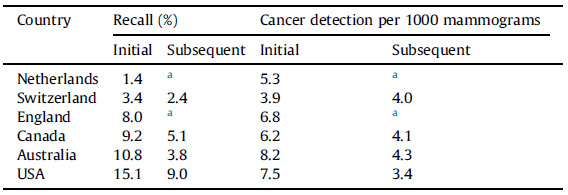 Country Recall (%) Cancer detection per 1000 mammograms
Initial Subsequent Initial Subsequent
Netherlands 1.4 a 5.3 a
Switzerland 3.4 2.4 3.9 4.0
England 8.0 a 6.8 a
Canada 9.2 5.1 6.2 4.1
Australia 10.8 3.8 8.2 4.3
USA 15.1 9.0 7.5 3.4